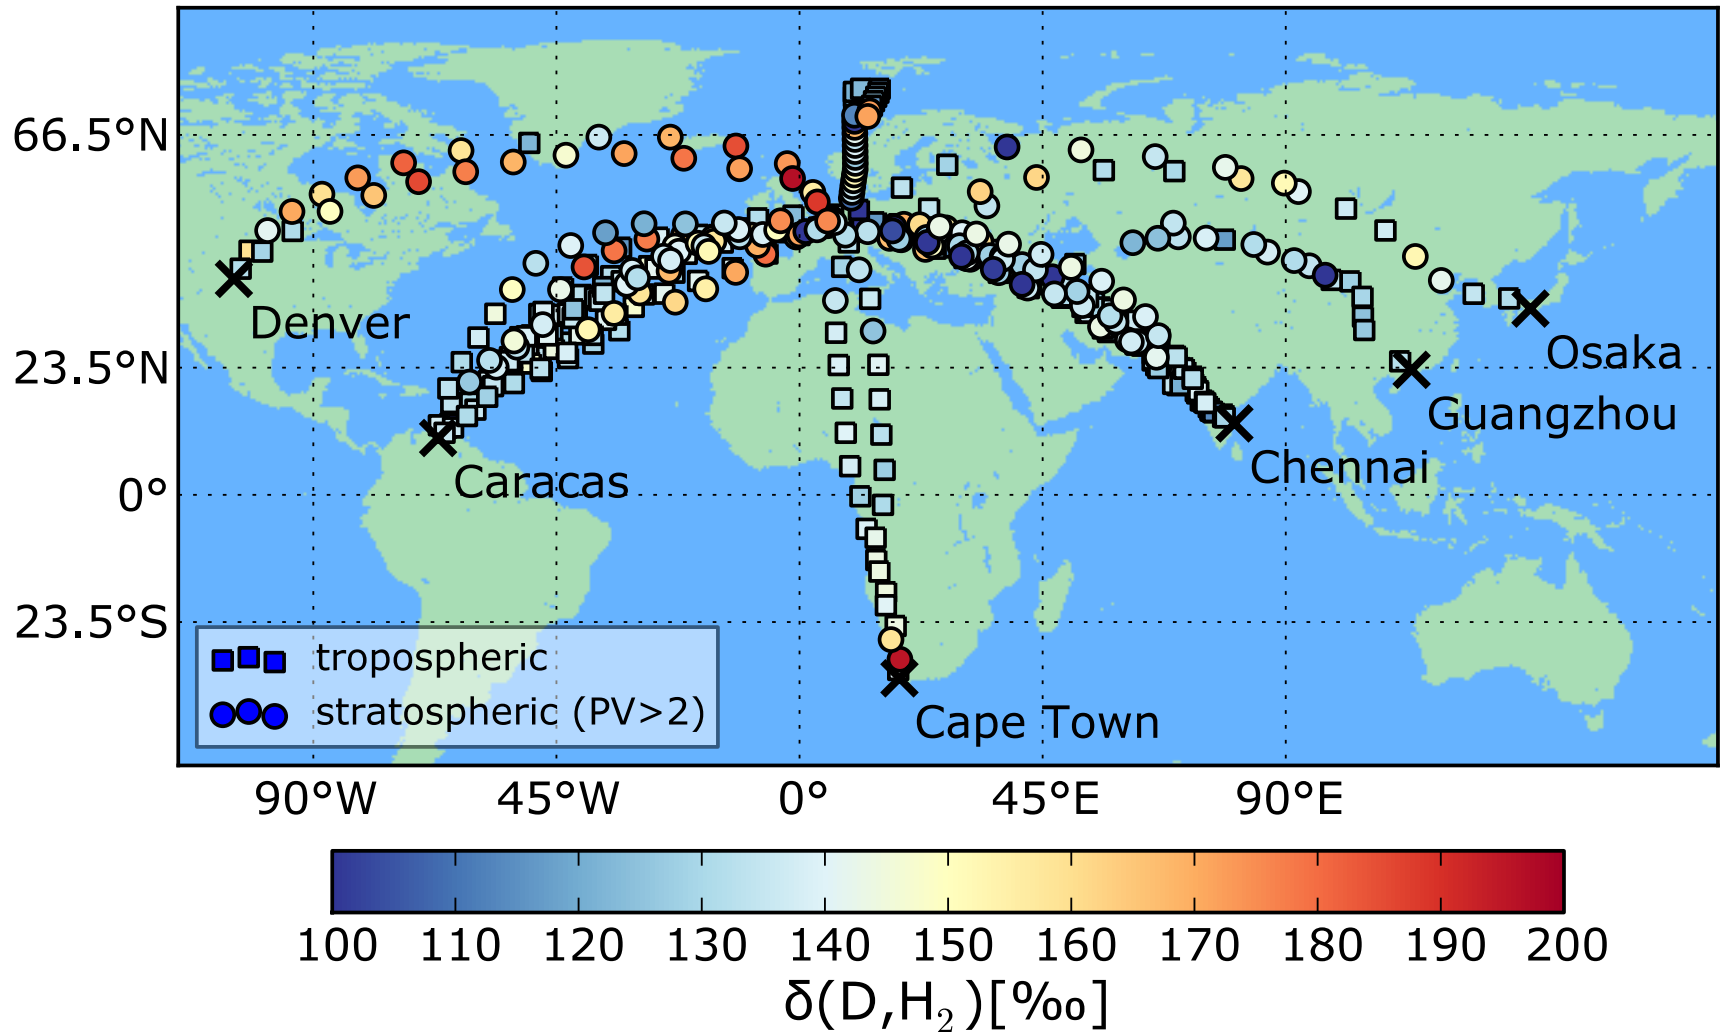 66.5°N
23.5°N
0°
23.5°S
Denver
Caracas
Osaka
Guangzhou
Chennai
Cape Town
tropospheric
stratospheric (PV>2)
90°W 45°W 0° 45°E 90°E
100 110 120 130 140 150 160 170 180 190 200
δ(D,H₂)[‰]